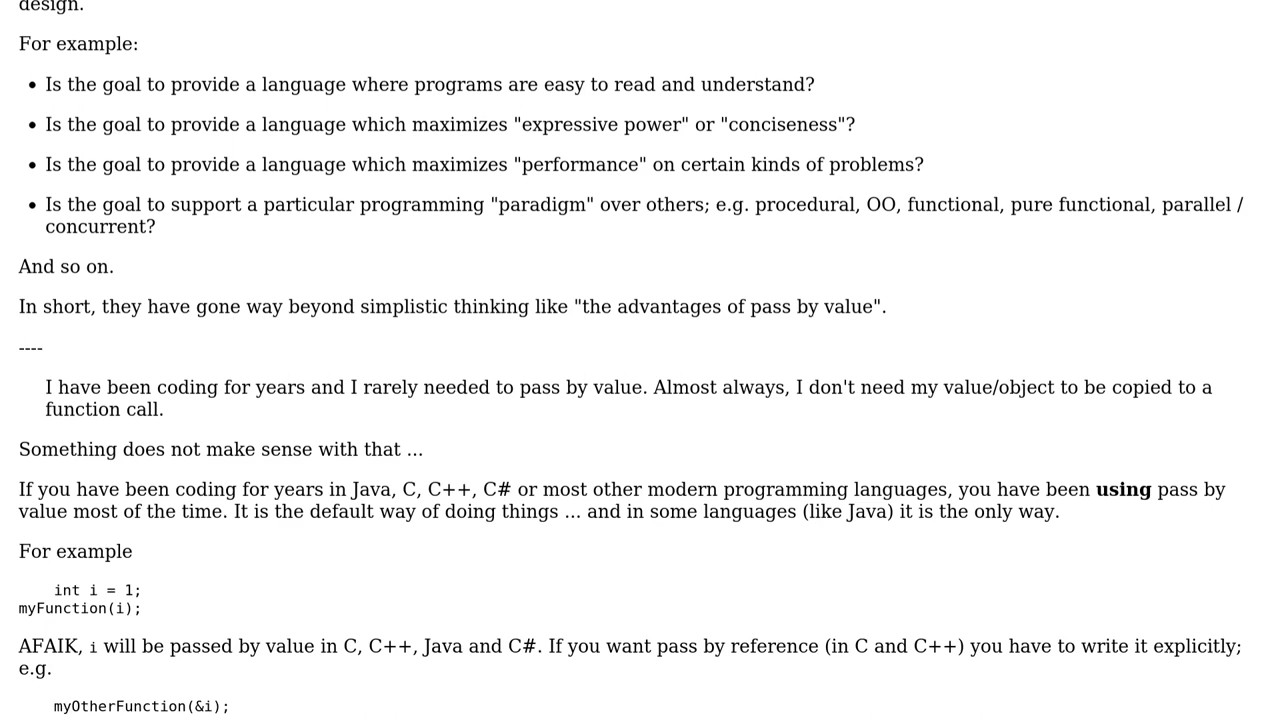 design.
For example:
• Is the goal to provide a language where programs are easy to read and understand?
• Is the goal to provide a language which maximizes "expressive power" or "conciseness"?
• Is the goal to provide a language which maximizes "performance" on certain kinds of problems?
• Is the goal to support a particular programming "paradigm" over others; e.g. procedural, OO, functional, pure functional, parallel /
concurrent?
And so on.
In short, they have gone way beyond simplistic thinking like "the advantages of pass by value".
----
I have been coding for years and I rarely needed to pass by value. Almost always, I don't need my value/object to be copied to a
function call.
Something does not make sense with that ...
If you have been coding for years in Java, C, C++, C# or most other modern programming languages, you have been using pass by
value most of the time. It is the default way of doing things ... and in some languages (like Java) it is the only way.
For example
    int i = 1;
myFunction(i);
AFAIK, i will be passed by value in C, C++, Java and C#. If you want pass by reference (in C and C++) you have to write it explicitly;
e.g.
    myOtherFunction(&i);